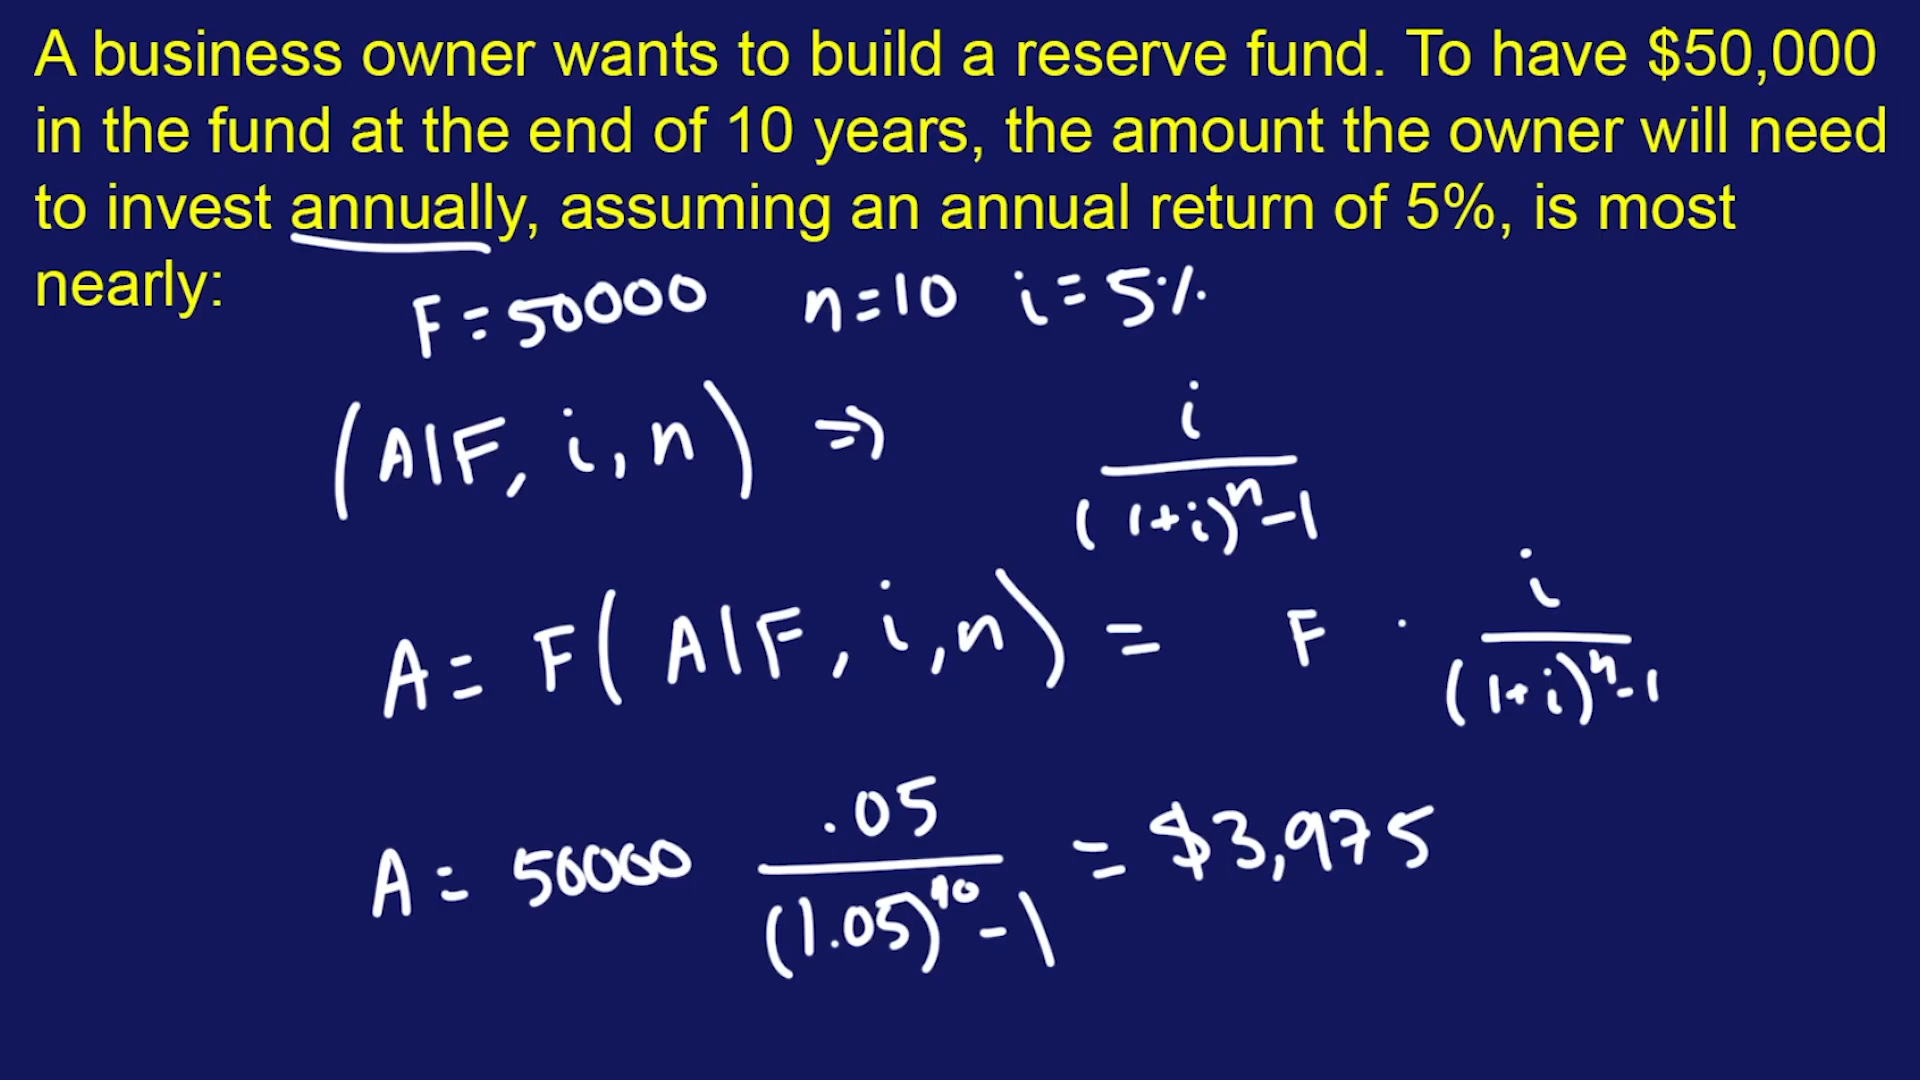 A business owner wants to build a reserve fund. To have $50,000
in the fund at the end of 10 years, the amount the owner will need
to invest annually, assuming an annual return of 5%, is most
nearly:
F = 50000 n=10 i=5%
(A|F, i, n) ⇒ i / ((1+i)^n - 1)
A = F(A|F, i, n) = F · i / ((1+i)^n - 1)
A = 50000 .05 / ((1.05)^10 - 1) = $3,975